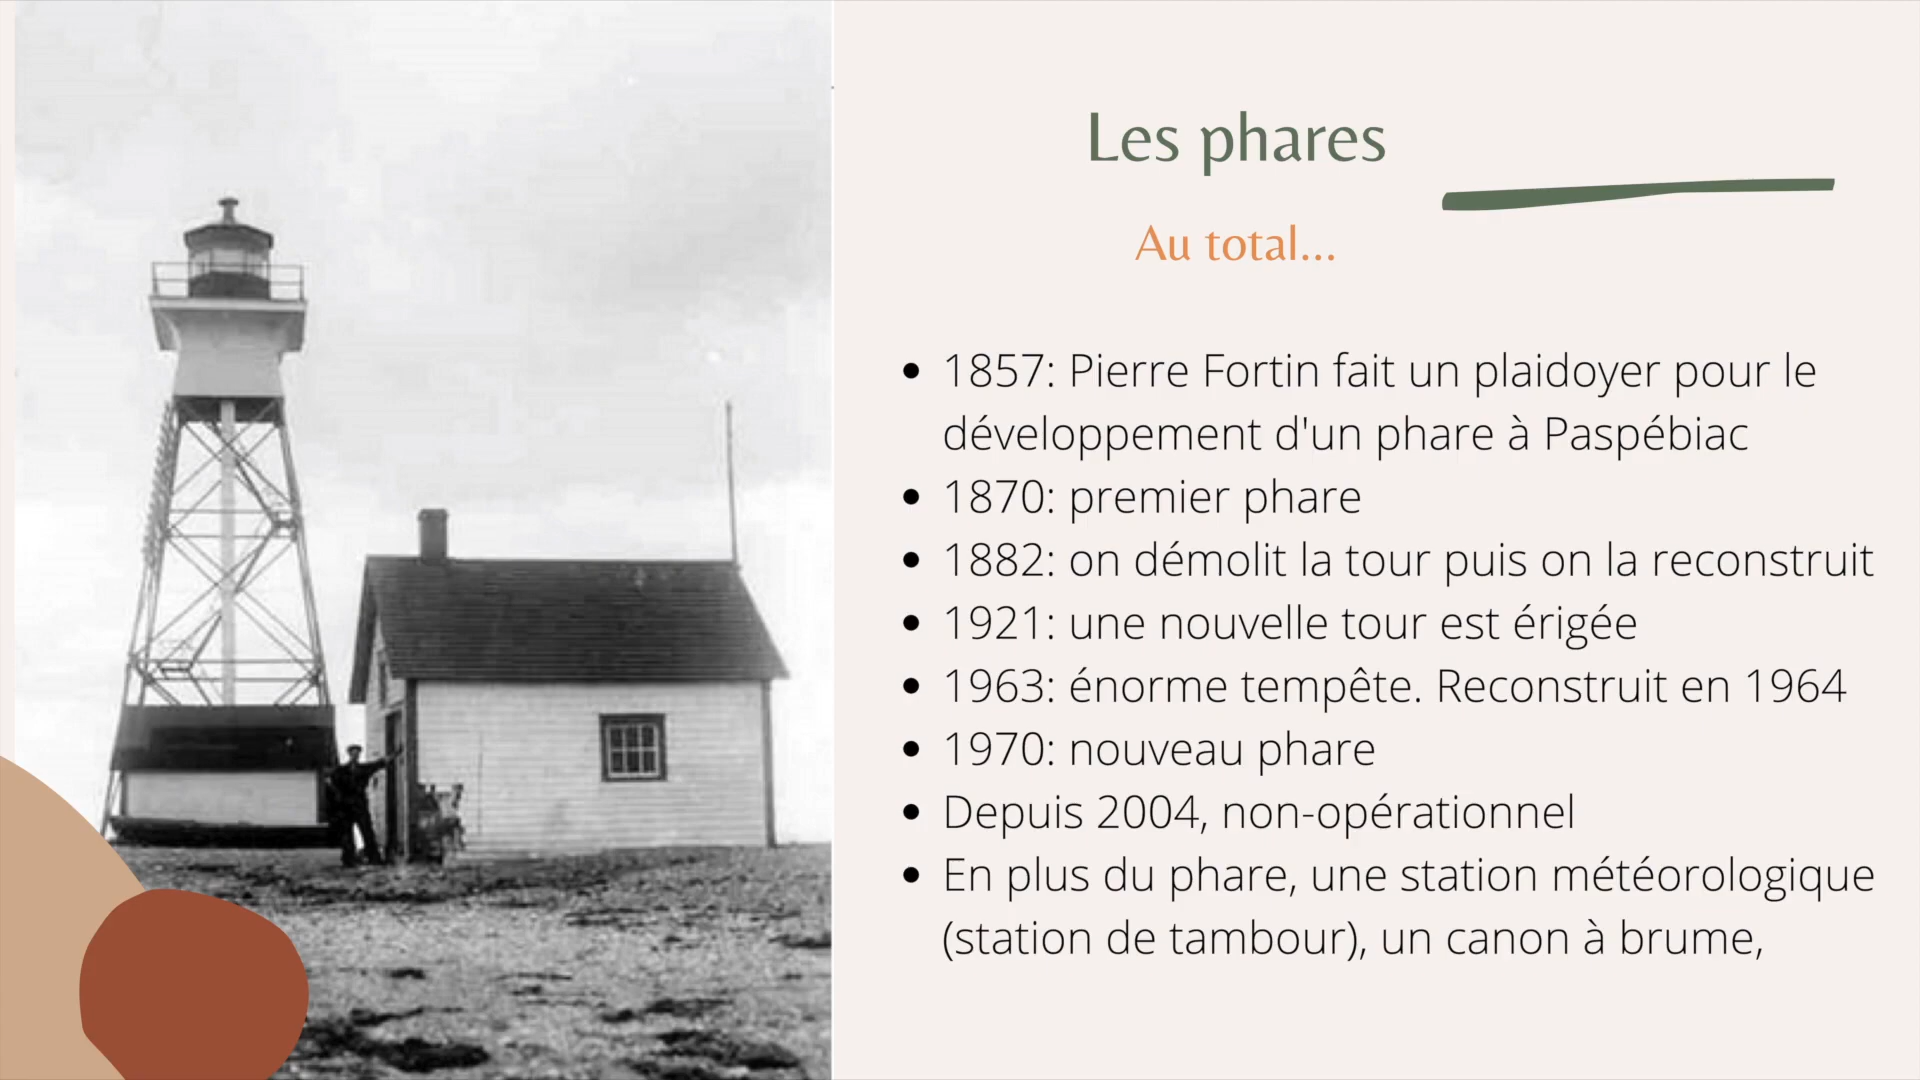 Les phares
Au total...
• 1857: Pierre Fortin fait un plaidoyer pour le
développement d'un phare à Paspébiac
• 1870: premier phare
• 1882: on démolit la tour puis on la reconstruit
• 1921: une nouvelle tour est érigée
• 1963: énorme tempête. Reconstruit en 1964
• 1970: nouveau phare
• Depuis 2004, non-opérationnel
• En plus du phare, une station météorologique
(station de tambour), un canon à brume,